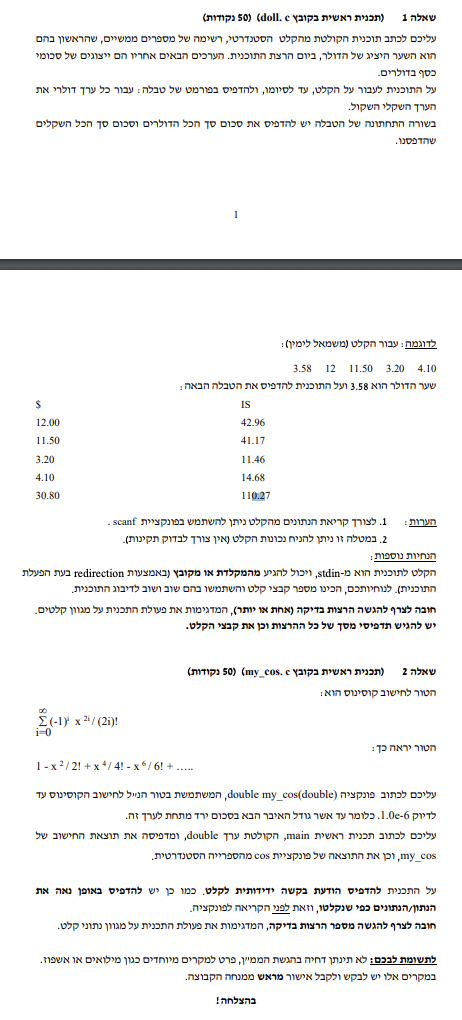 שאלה 1 (תכנית ראשית בקובץ doll. c) (50 נקודות)
עליכם לכתב תוכנית הקולטת מהקלט הסטנדרטי, רשימה של מספרים ממשיים, שהראשון בהם
הוא השער היציג של הדולר, ביום הרצת התוכנית. הערכים הבאים אחריו הם ייצוגים של סכומי
כסף בדולרים.
על התוכנית לעבור על הקלט, עד לסיומו, ולהדפיס בפורמט של טבלה: עבור כל ערך דולרי את
הערך השקלי השקול.
בשורה התחתונה של הטבלה יש להדפיס את סכום סך הכל הדולרים וסכום סך הכל השקלים
שהדפסנו.
1
לדוגמה: עבור הקלט (משמאל לימין):
3.58 12 11.50 3.20 4.10
שער הדולר הוא 3.58 ועל התוכנית להדפיס את הטבלה הבאה:
$ IS
12.00 42.96
11.50 41.17
3.20 11.46
4.10 14.68
30.80 110.27
הערות: 1. לצורך קריאת הנתונים מהקלט ניתן להשתמש בפונקציית scanf .
2. במטלה זו ניתן להניח נכונות הקלט (אין צורך לבדוק תקינות).
הנחיות נוספות:
הקלט לתוכנית הוא מ-stdin, ויכול להגיע מהמקלדת או מקובץ (באמצעות redirection בעת הפעלת
התוכנית). לנוחיותכם, הכינו מספר קבצי קלט והשתמשו בהם שוב ושוב לדיבוג התוכנית.
חובה לצרף להגשה הרצות בדיקה (אחת או יותר), המדגימות את פעולת התכנית על מגוון קלטים.
יש להגיש תדפיסי מסך של כל ההרצות וכן את קבצי הקלט.
שאלה 2 (תכנית ראשית בקובץ my_cos. c) (50 נקודות)
הטור לחישוב קוסינוס הוא:
∞
∑ (-1)ⁱ x ²ⁱ / (2i)!
i=0
הטור יראה כך:
1 - x ² / 2! + x ⁴ / 4! - x ⁶ / 6! + …..
עליכם לכתוב פונקציה double my_cos(double), המשתמשת בטור הנ״ל לחישוב הקוסינוס עד
לדיוק 1.0e-6. כלומר עד אשר גודל האיבר הבא בסכום ירד מתחת לערך זה.
עליכם לכתוב תכנית ראשית main, הקולטת ערך double, ומדפיסה את תוצאת החישוב של
my_cos, וכן את התוצאה של פונקציית cos מהספרייה הסטנדרטית.
על התכנית להדפיס הודעת בקשה ידידותית לקלט. כמו כן יש להדפיס באופן נאה את
הנתון/הנתונים כפי שנקלטו, וזאת לפני הקריאה לפונקציה.
חובה לצרף להגשה מספר הרצות בדיקה, המדגימות את פעולת התכנית על מגוון נתוני קלט.
לתשומת לבכם: לא תינתן דחיה בהגשת הממ״ן, פרט למקרים מיוחדים כגון מילואים או אשפוז.
במקרים אלו יש לבקש ולקבל אישור מראש ממנחה הקבוצה.
בהצלחה!